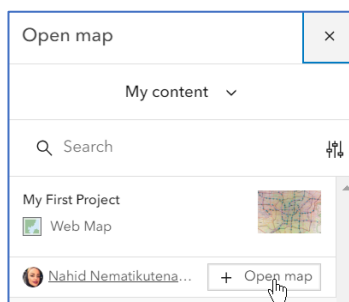 Open map
My content
Search
My First Project
Web Map
Nahid Nematikutena...
+ Open map